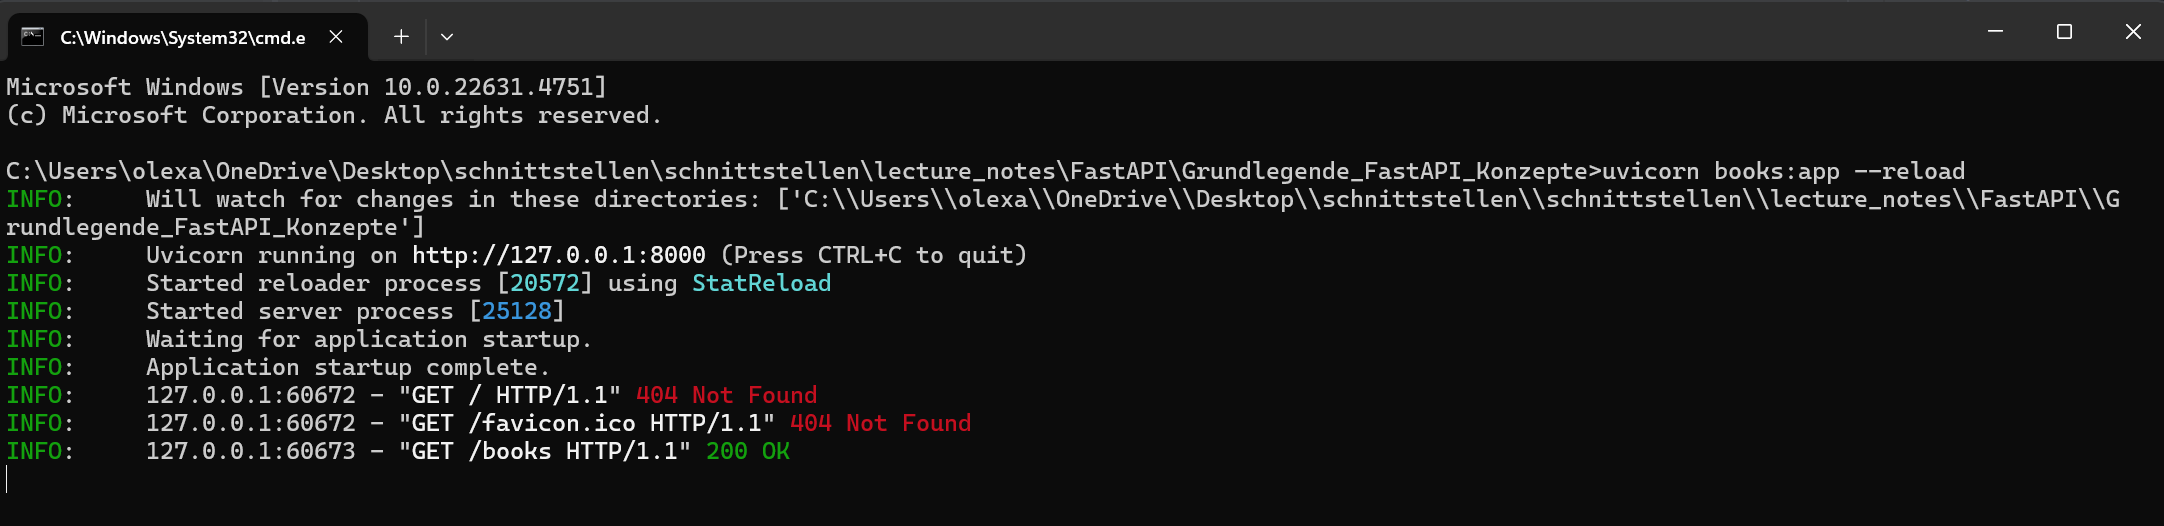 C:\Windows\System32\cmd.e
Microsoft Windows [Version 10.0.22631.4751]
(c) Microsoft Corporation. All rights reserved.
C:\Users\olexa\OneDrive\Desktop\schnittstellen\schnittstellen\lecture_notes\FastAPI\Grundlegende_FastAPI_Konzepte>uvicorn books:app --reload
INFO:     Will watch for changes in these directories: ['C:\\Users\\olexa\\OneDrive\\Desktop\\schnittstellen\\schnittstellen\\lecture_notes\\FastAPI\\G
rundlegende_FastAPI_Konzepte']
INFO:     Uvicorn running on http://127.0.0.1:8000 (Press CTRL+C to quit)
INFO:     Started reloader process [20572] using StatReload
INFO:     Started server process [25128]
INFO:     Waiting for application startup.
INFO:     Application startup complete.
INFO:     127.0.0.1:60672 - "GET / HTTP/1.1" 404 Not Found
INFO:     127.0.0.1:60672 - "GET /favicon.ico HTTP/1.1" 404 Not Found
INFO:     127.0.0.1:60673 - "GET /books HTTP/1.1" 200 OK